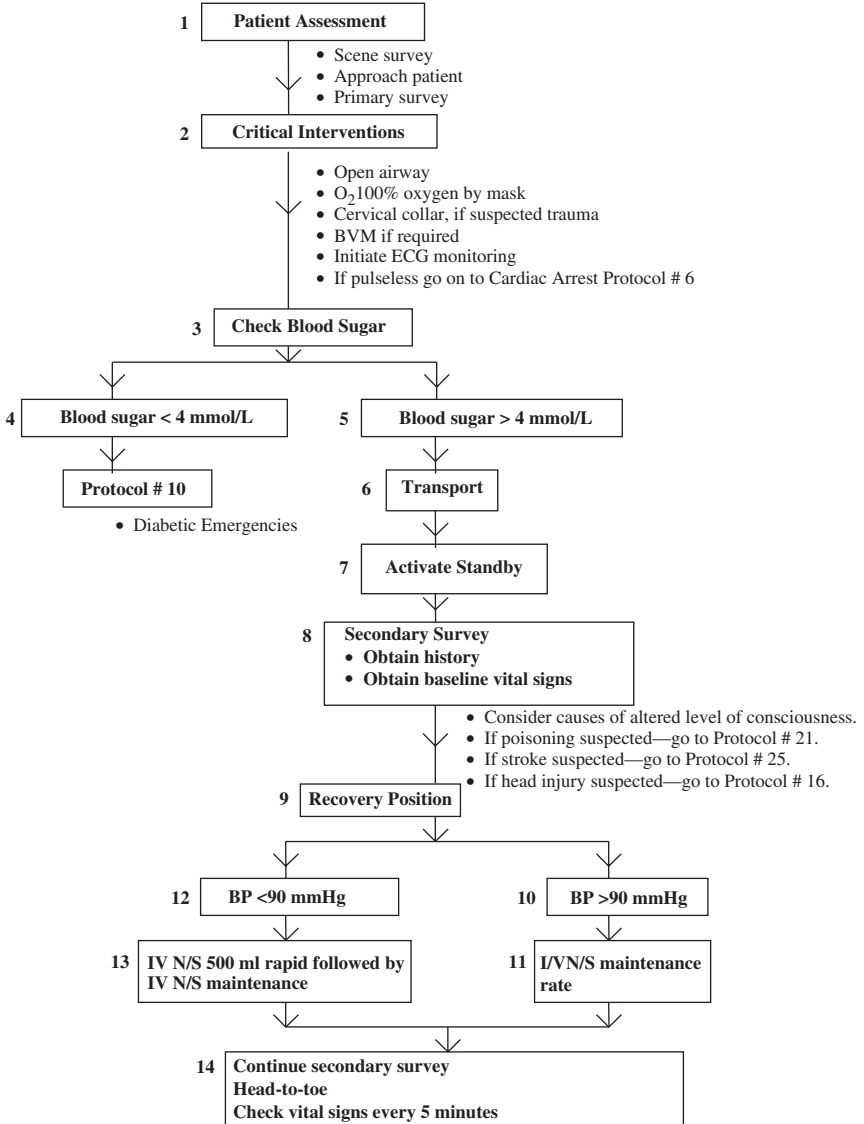 1 Patient Assessment
• Scene survey
• Approach patient
• Primary survey
2 Critical Interventions
• Open airway
• O2100% oxygen by mask
• Cervical collar, if suspected trauma
• BVM if required
• Initiate ECG monitoring
• If pulseless go on to Cardiac Arrest Protocol # 6
3 Check Blood Sugar
4 Blood sugar < 4 mmol/L
5 Blood sugar > 4 mmol/L
Protocol # 10
• Diabetic Emergencies
6 Transport
7 Activate Standby
8 Secondary Survey
• Obtain history
• Obtain baseline vital signs
• Consider causes of altered level of consciousness.
• If poisoning suspected—go to Protocol # 21.
• If stroke suspected—go to Protocol # 25.
• If head injury suspected—go to Protocol # 16.
9 Recovery Position
12 BP <90 mmHg
10 BP >90 mmHg
13 IV N/S 500 ml rapid followed by
IV N/S maintenance
11 I/VN/S maintenance
rate
14 Continue secondary survey
Head-to-toe
Check vital signs every 5 minutes